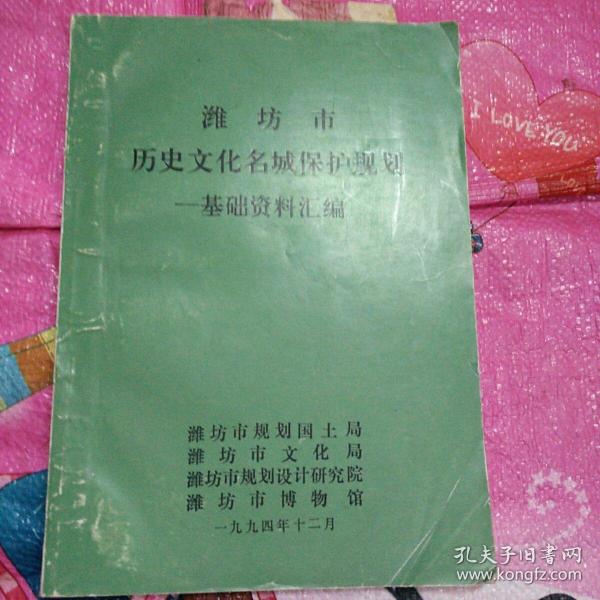 潍坊市
历史文化名城保护规划
—基础资料汇编
潍坊市规划国土局
潍坊市文化局
潍坊市规划设计研究院
潍坊市博物馆
一九九四年十二月
I LOVE YOU
孔夫子旧书网
www.kongfz.com